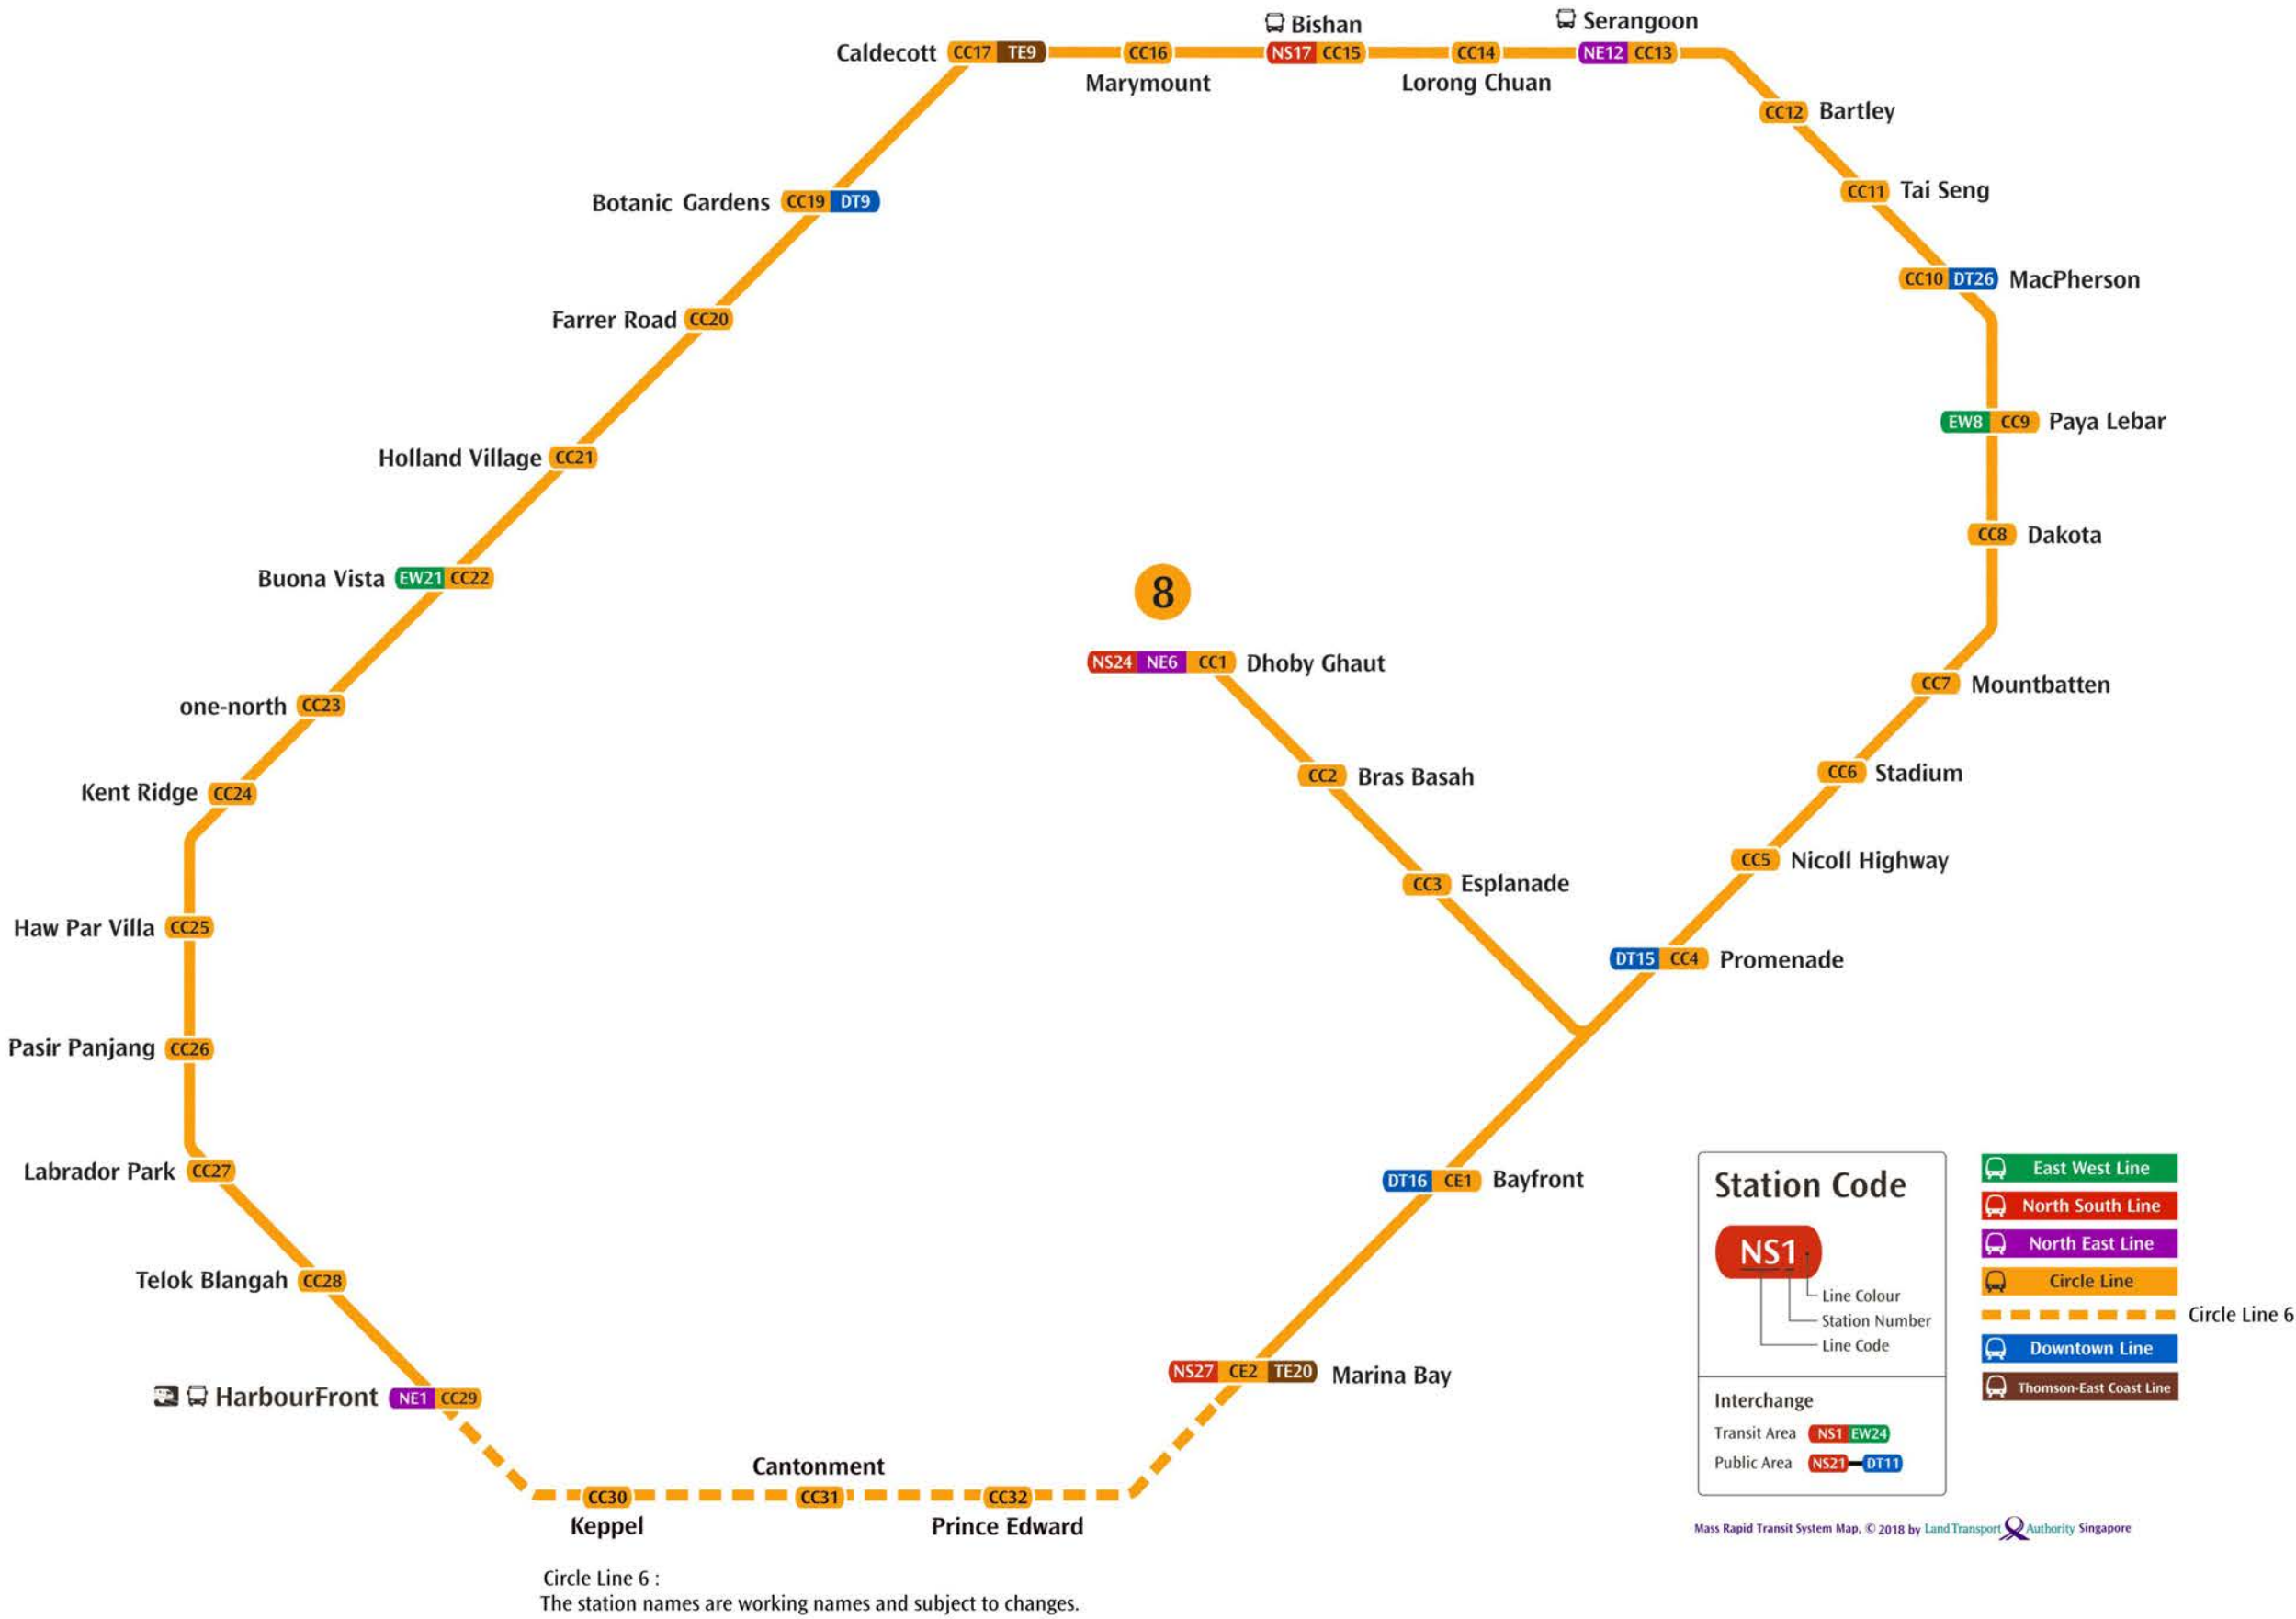 Bishan
Serangoon
Caldecott CC17 TE9
CC16
NS17 CC15
CC14
NE12 CC13
Marymount
Lorong Chuan
CC12 Bartley
CC11 Tai Seng
Botanic Gardens CC19 DT9
CC10 DT26 MacPherson
Farrer Road CC20
EW8 CC9 Paya Lebar
Holland Village CC21
CC8 Dakota
Buona Vista EW21 CC22
8
NS24 NE6 CC1 Dhoby Ghaut
CC7 Mountbatten
one-north CC23
CC2 Bras Basah
CC6 Stadium
Kent Ridge CC24
CC5 Nicoll Highway
CC3 Esplanade
Haw Par Villa CC25
DT15 CC4 Promenade
Pasir Panjang CC26
Labrador Park CC27
DT16 CE1 Bayfront
Telok Blangah CC28
NS27 CE2 TE20 Marina Bay
HarbourFront NE1 CC29
Cantonment
CC30
CC31
CC32
Keppel
Prince Edward
Circle Line 6 :
The station names are working names and subject to changes.
Station Code
NS1
Line Colour
Station Number
Line Code
Interchange
Transit Area NS1 EW24
Public Area NS21 DT11
East West Line
North South Line
North East Line
Circle Line
Circle Line 6
Downtown Line
Thomson-East Coast Line
Mass Rapid Transit System Map, © 2018 by Land Transport Authority Singapore